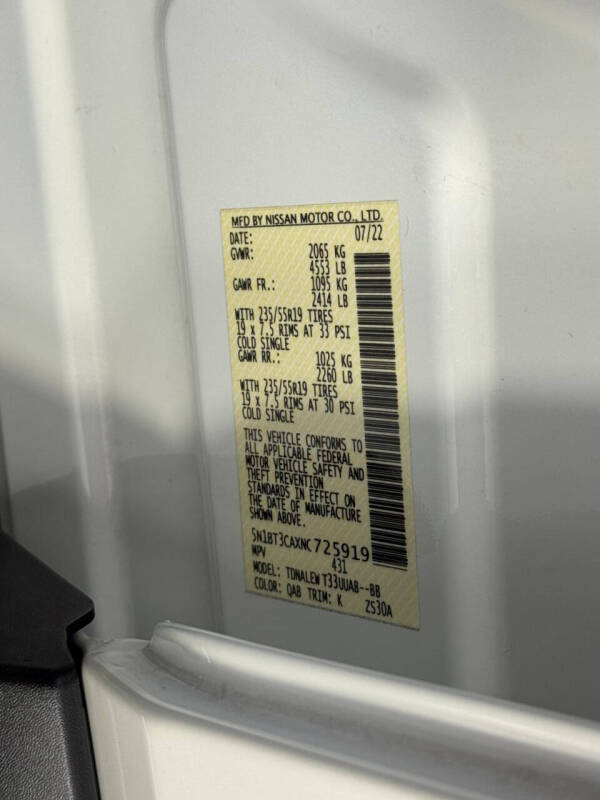 MFD BY NISSAN MOTOR CO., LTD.
DATE: 07/22
GVWR: 2065 KG
4553 LB
GAWR FR.: 1095 KG
2414 LB
WITH 235/55R19 TIRES
19 x 7.5 RIMS AT 33 PSI
COLD SINGLE
GAWR RR.: 1025 KG
2260 LB
WITH 235/55R19 TIRES
19 x 7.5 RIMS AT 30 PSI
COLD SINGLE
THIS VEHICLE CONFORMS TO
ALL APPLICABLE FEDERAL
MOTOR VEHICLE SAFETY AND
THEFT PREVENTION
STANDARDS IN EFFECT ON
THE DATE OF MANUFACTURE
SHOWN ABOVE.
5N1BT3CAXNC725919
MPV 431
MODEL: TDNALEW T33UUA8--BB
COLOR: QAB TRIM: K ZS30A